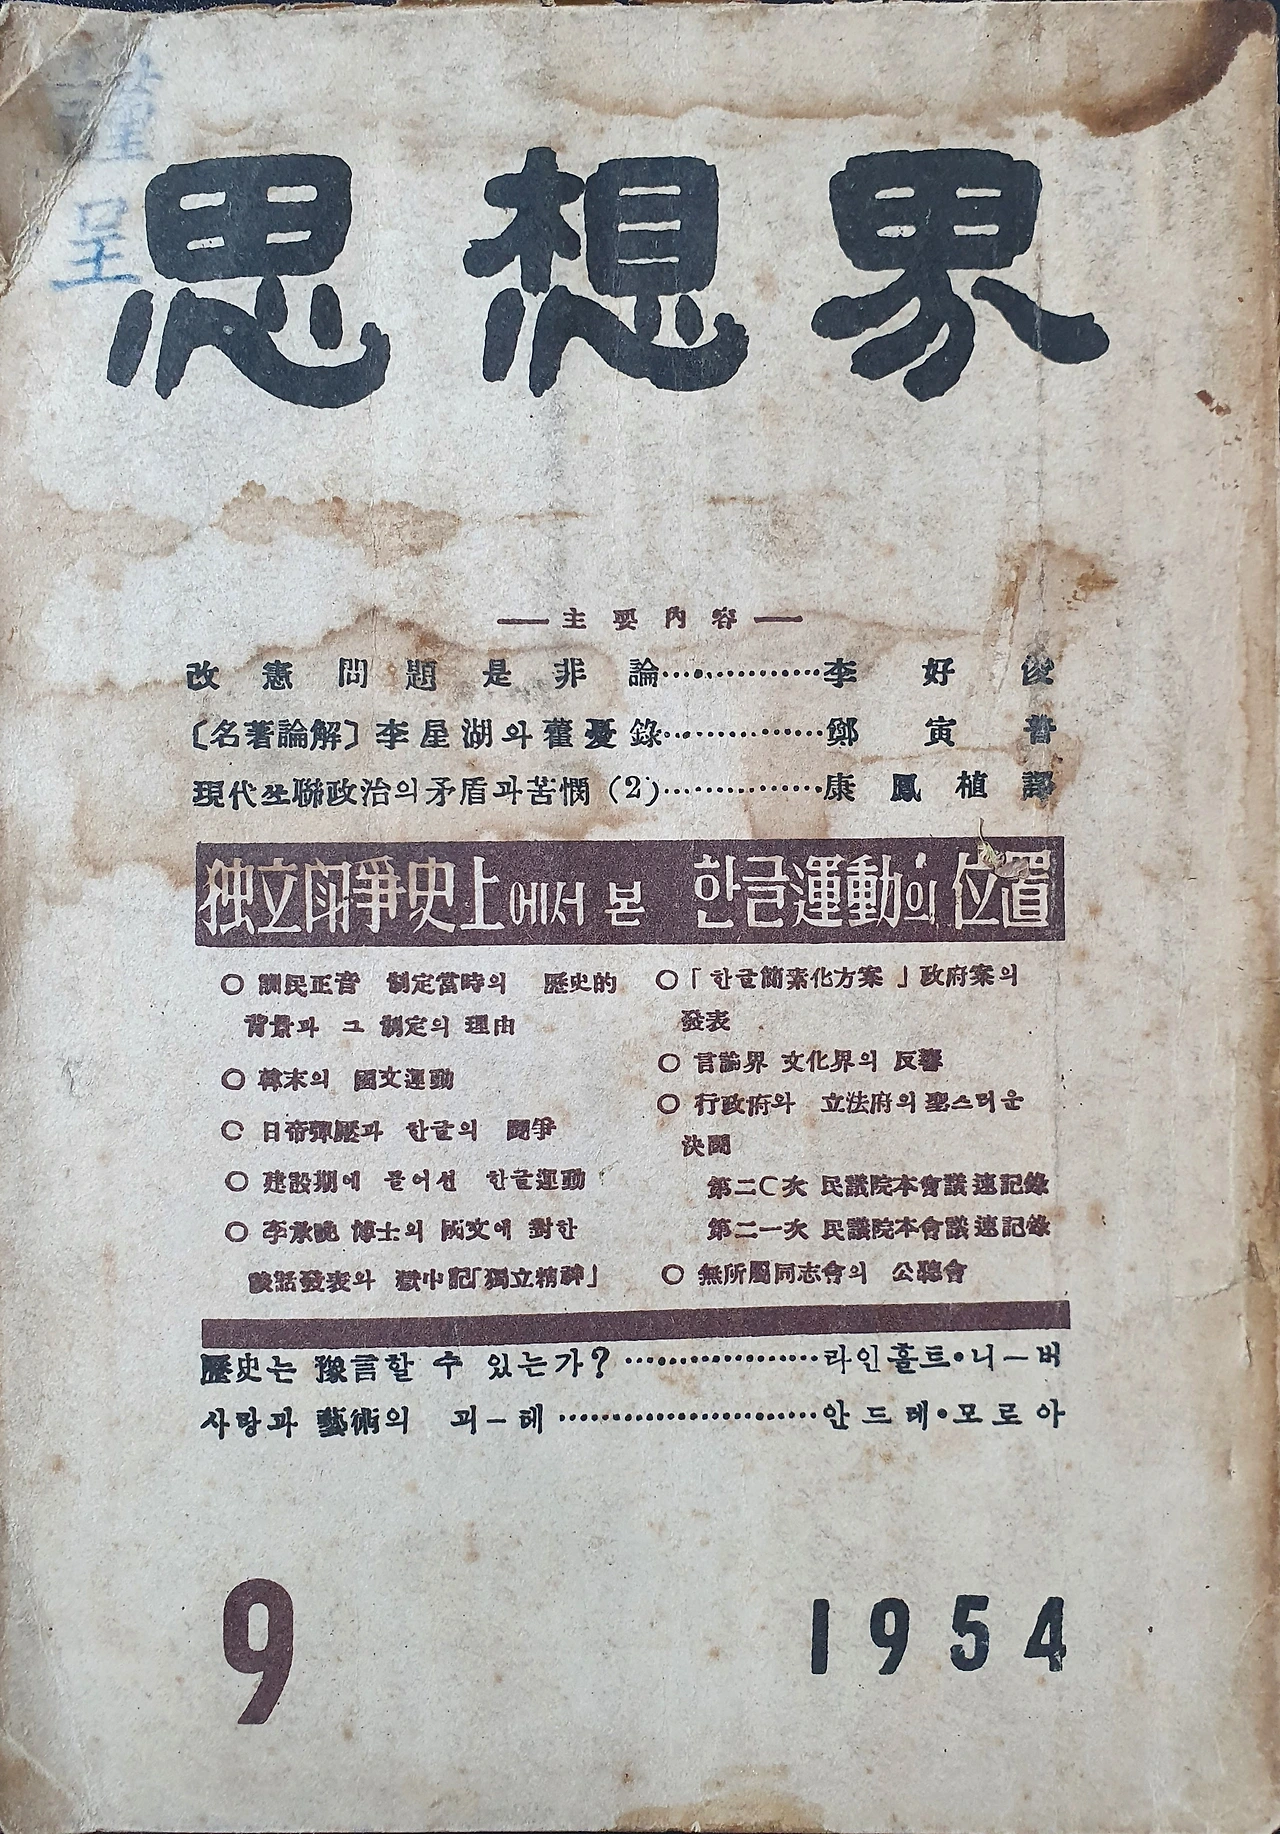 謹
呈
思想界
主要內容
改憲問題是非論……………李好俊
〔名著論解〕李星湖와藿憂錄……………鄭寅普
現代쏘聯政治의矛盾과苦憫(2)……………康鳳植譯
独立鬪爭史上에서 본 한글運動의位置
○ 訓民正音 制定當時의 歷史的
背景과 그 制定의 理由
○ 韓末의 國文運動
○ 日帝彈壓과 한글의 鬪爭
○ 建設期에 들어선 한글運動
○ 李承晩 博士의 國文에 對한
談話發表와 獄中記「獨立精神」
○「한글簡素化方案」政府案의
發表
○ 言論界 文化界의 反響
○ 行政府와 立法府의 聖스러운
決鬪
第二〇次 民議院本會議速記錄
第二一次 民議院本會議速記錄
○ 無所屬同志會의 公聽會
歷史는 豫言할 수 있는가?……………라인홀트•니-버
사랑과 藝術의 괴-테……………안드레•모로아
9
1954